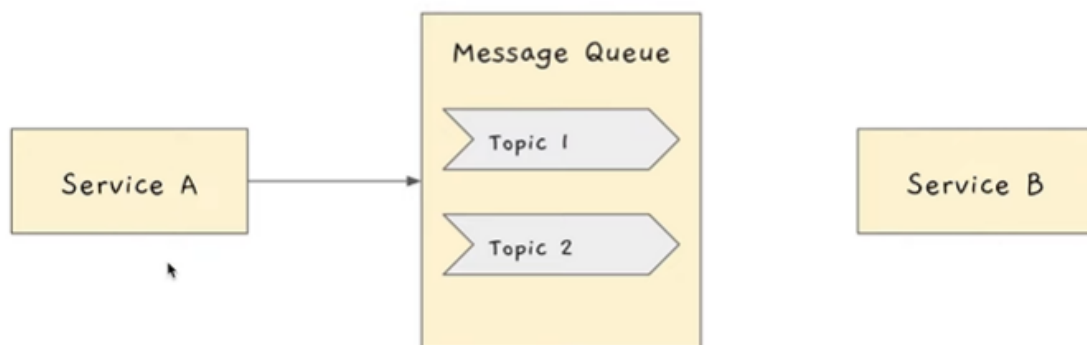 Message Queue
Topic 1
Service A
Service B
Topic 2